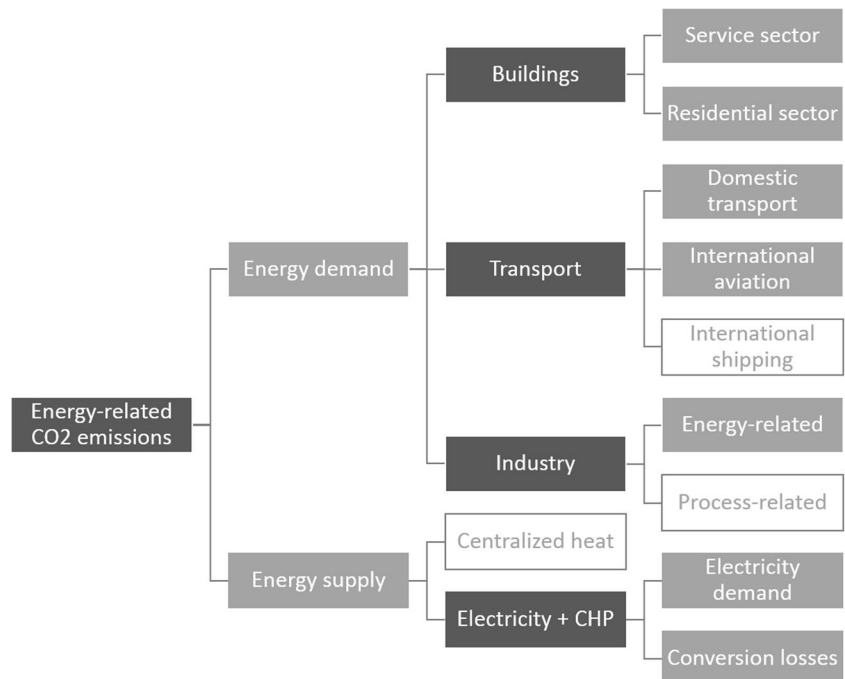 Service sector
Buildings
Residential sector
Domestic
transport
Energy demand
Transport
International
aviation
International
shipping
Energy-related
CO2 emissions
Energy-related
Industry
Process-related
Centralized heat
Energy supply
Electricity
demand
Electricity + CHP
Conversion losses